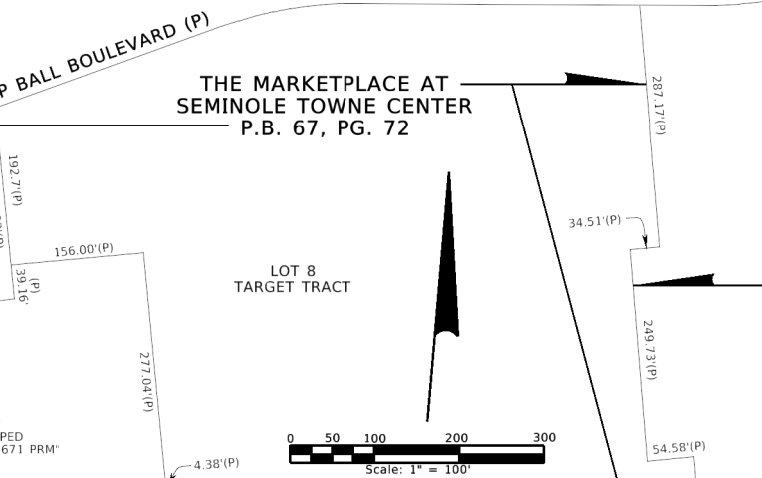 P BALL BOULEVARD (P)
THE MARKETPLACE AT
SEMINOLE TOWNE CENTER
P.B. 67, PG. 72
287.17'(P)
192.7'(P)
34.51'(P)
156.00'(P)
39.16'
(P)
LOT 8
TARGET TRACT
249.73'(P)
277.04'(P)
PED
671 PRM"
0 50 100 200 300
Scale: 1" = 100'
54.58'(P)
4.38'(P)